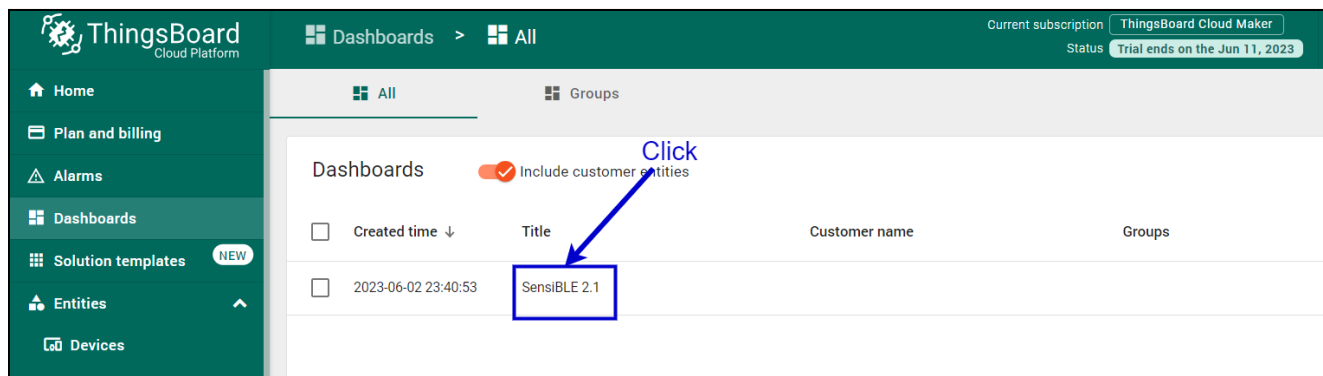 ThingsBoard
Cloud Platform
Dashboards > All
Current subscription ThingsBoard Cloud Maker
Status Trial ends on the Jun 11, 2023
Home
Plan and billing
Alarms
Dashboards
Solution templates NEW
Entities
Devices
All Groups
Click
Dashboards Include customer entities
Created time ↓ Title Customer name Groups
2023-06-02 23:40:53 SensiBLE 2.1